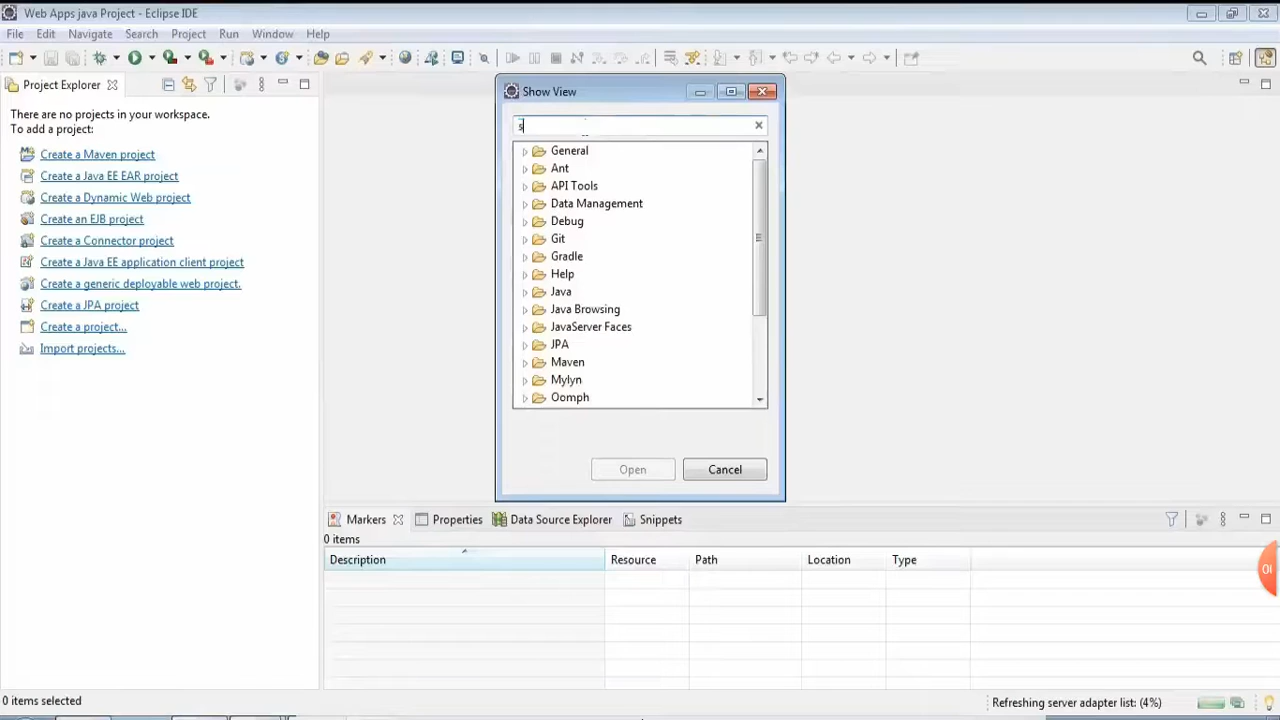 Web Apps java Project - Eclipse IDE
File Edit Navigate Search Project Run Window Help
Project Explorer
There are no projects in your workspace.
To add a project:
Create a Maven project
Create a Java EE EAR project
Create a Dynamic Web project
Create an EJB project
Create a Connector project
Create a Java EE application client project
Create a generic deployable web project.
Create a JPA project
Create a project...
Import projects...
Show View
s
General
Ant
API Tools
Data Management
Debug
Git
Gradle
Help
Java
Java Browsing
JavaServer Faces
JPA
Maven
Mylyn
Oomph
Open Cancel
Markers Properties Data Source Explorer Snippets
0 items
Description Resource Path Location Type
0 items selected
Refreshing server adapter list: (4%)